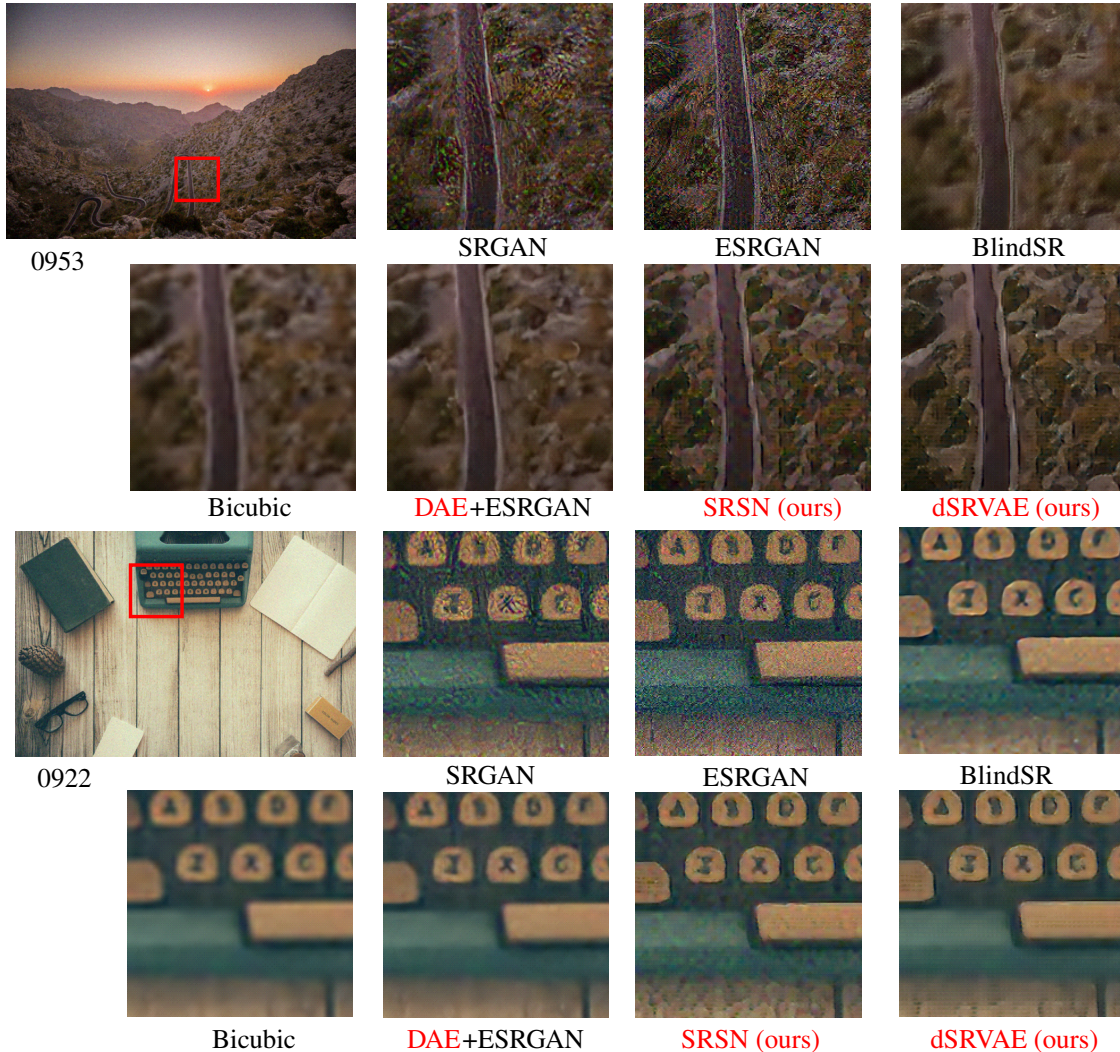 SRGAN ESRGAN BlindSR
0953
Bicubic DAE+ESRGAN SRSN (ours) dSRVAE (ours)
A S D F A S D F A S D F
Z X C Z X C Z X C
SRGAN ESRGAN BlindSR
0922
A S D F A S D F A S D F A S D F
Z X C Z X C Z X C Z X C
Bicubic DAE+ESRGAN SRSN (ours) dSRVAE (ours)